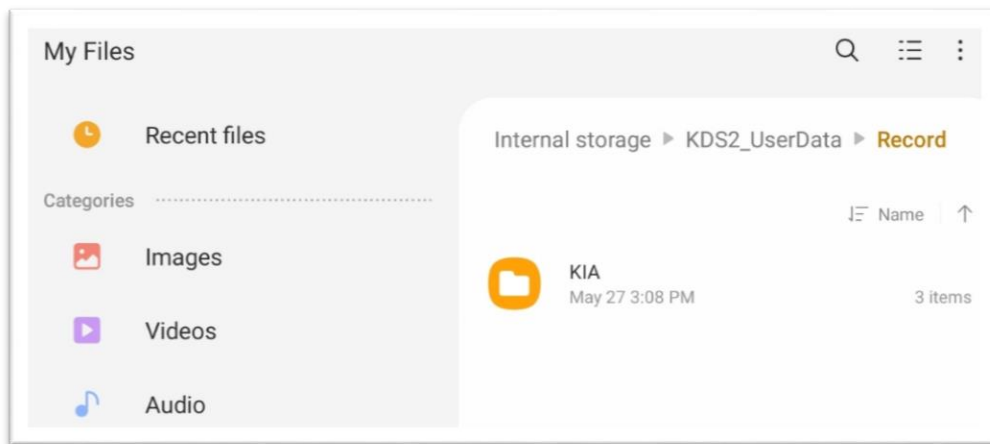 My Files
Recent files
Categories
Images
Videos
Audio
Internal storage ▶ KDS2_UserData ▶ Record
Name
KIA
May 27 3:08 PM
3 items